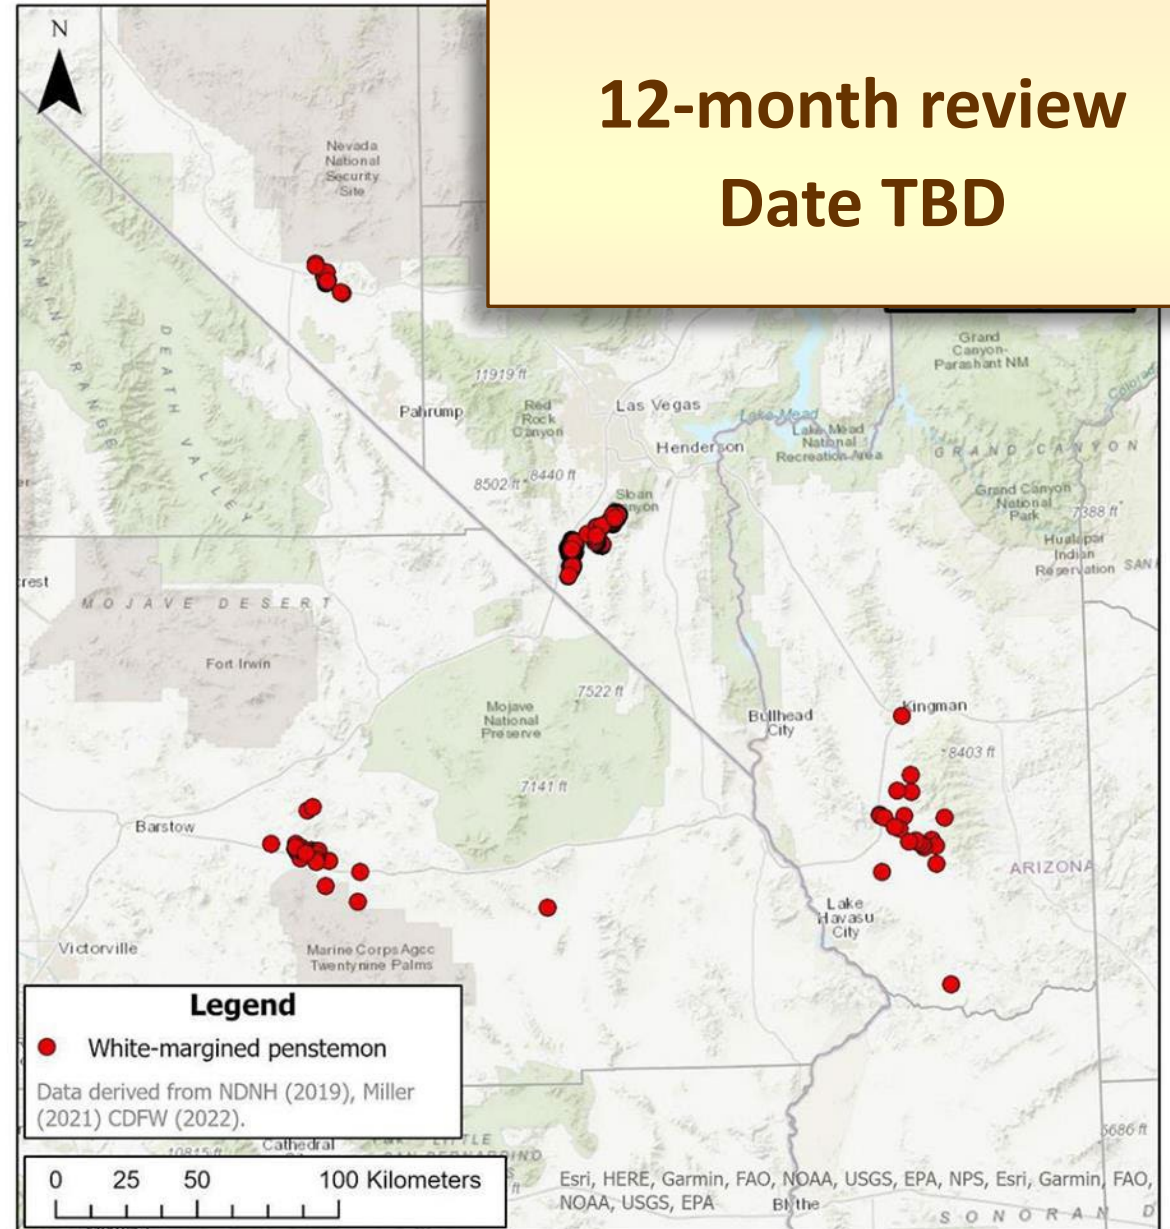 N
12-month review
Date TBD
Nevada
National
Security
Site
Grand
Canyon-
Parashant NM
DEATH VALLEY
RANGE
11919 ft
Pahrump
Red
Rock
Canyon
Las Vegas
Henderson
Lake Mead
Lake Mead
National
Recreation Area
GRAND CANYON
8502 ft
8440 ft
Sloan
Grand Canyon
National
Park
7388 ft
Hualapai
Indian
Reservation
SAN
rest
MOJAVE DESERT
Fort Irwin
7522 ft
Mojave
National
Preserve
Bullhead
City
Kingman
8403 ft
7141 ft
Barstow
ARIZONA
Lake
Havasu
City
Victorville
Marine Corps Agcc
Twentynine Palms
Legend
White-margined penstemon
Data derived from NDNH (2019), Miller
(2021) CDFW (2022).
Cathedral
LITTLE
0 25 50 100 Kilometers
Esri, HERE, Garmin, FAO, NOAA, USGS, EPA, NPS, Esri, Garmin, FAO,
NOAA, USGS, EPA
SONORAN D